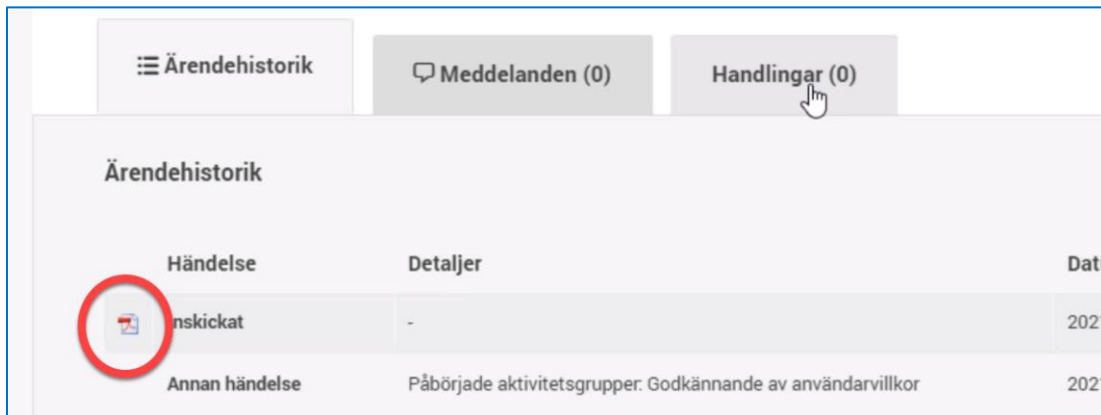 Ärendehistorik Meddelanden (0) Handlingar (0)
Ärendehistorik
Händelse Detaljer
nskickat -
Annan händelse Påbörjade aktivitetsgrupper: Godkännande av användarvillkor